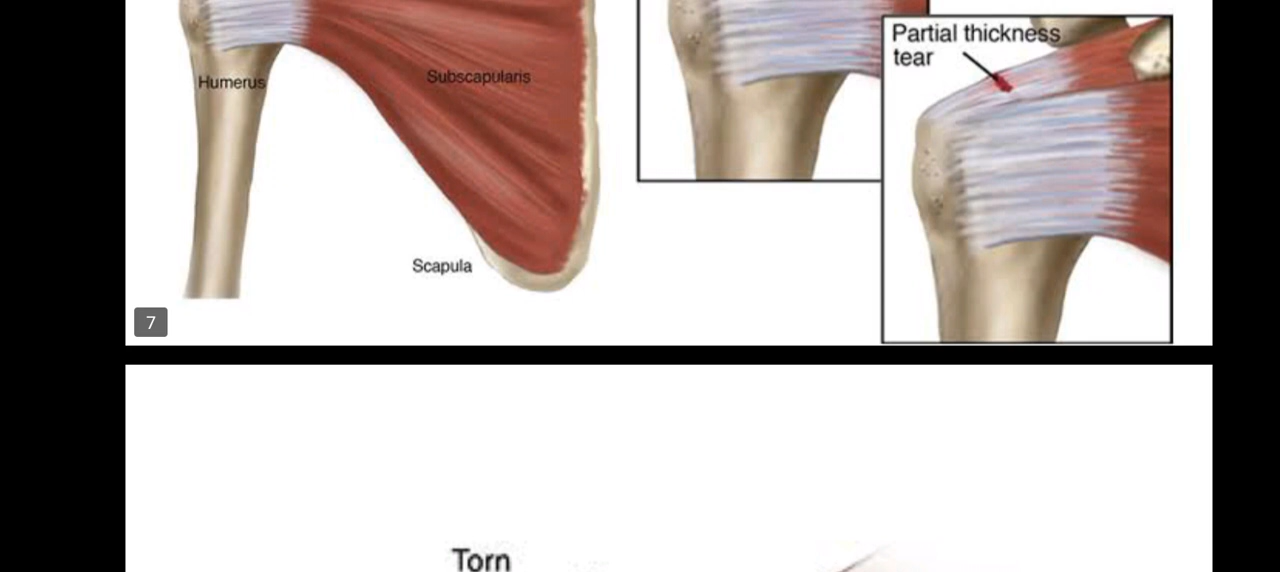 Partial thickness
tear
Humerus
Subscapularis
Scapula
7
Torn